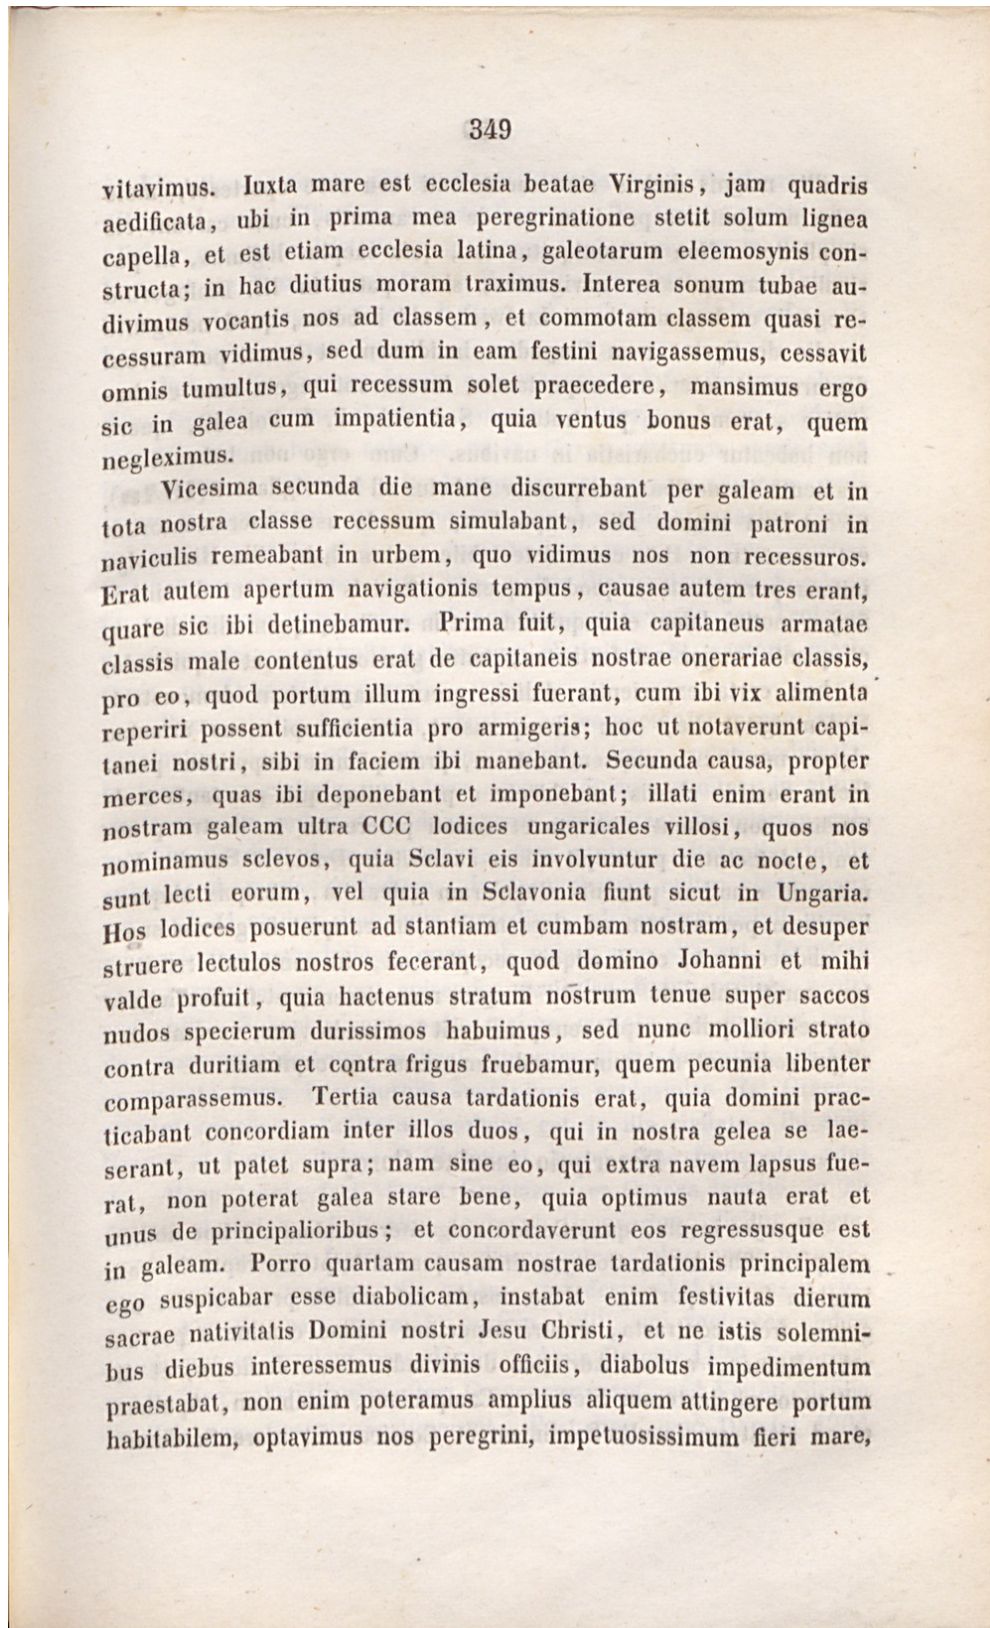 349
vitavimus. Iuxta mare est ecclesia beatae Virginis, jam quadris
aedificata, ubi in prima mea peregrinatione stetit solum lignea
capella, et est etiam ecclesia latina, galeotarum eleemosynis con-
structa; in hac diutius moram traximus. Interea sonum tubae au-
divimus vocantis nos ad classem, et commotam classem quasi re-
cessuram vidimus, sed dum in eam festini navigassemus, cessavit
omnis tumultus, qui recessum solet praecedere, mansimus ergo
sic in galea cum impatientia, quia ventus bonus erat, quem
negleximus.
Vicesima secunda die mane discurrebant per galeam et in
tota nostra classe recessum simulabant, sed domini patroni in
naviculis remeabant in urbem, quo vidimus nos non recessuros.
Erat autem apertum navigationis tempus, causae autem tres erant,
quare sic ibi detinebamur. Prima fuit, quia capitaneus armatae
classis male contentus erat de capitaneis nostrae onerariae classis,
pro eo, quod portum illum ingressi fuerant, cum ibi vix alimenta
reperiri possent sufficientia pro armigeris; hoc ut notaverunt capi-
tanei nostri, sibi in faciem ibi manebant. Secunda causa, propter
merces, quas ibi deponebant et imponebant; illati enim erant in
nostram galeam ultra CCC lodices ungaricales villosi, quos nos
nominamus sclevos, quia Sclavi eis involvuntur die ac nocte, et
sunt lecti eorum, vel quia in Sclavonia fiunt sicut in Ungaria.
Hos lodices posuerunt ad stantiam et cumbam nostram, et desuper
struere lectulos nostros fecerant, quod domino Johanni et mihi
valde profuit, quia hactenus stratum nostrum tenue super saccos
nudos specierum durissimos habuimus, sed nunc molliori strato
contra duritiam et contra frigus fruebamur, quem pecunia libenter
comparassemus. Tertia causa tardationis erat, quia domini prac-
ticabant concordiam inter illos duos, qui in nostra gelea se lae-
serant, ut patet supra; nam sine eo, qui extra navem lapsus fue-
rat, non poterat galea stare bene, quia optimus nauta erat et
unus de principalioribus; et concordaverunt eos regressusque est
in galeam. Porro quartam causam nostrae tardationis principalem
ego suspicabar esse diabolicam, instabat enim festivitas dierum
sacrae nativitatis Domini nostri Jesu Christi, et ne istis solemni-
bus diebus interessemus divinis officiis, diabolus impedimentum
praestabat, non enim poteramus amplius aliquem attingere portum
habitabilem, optavimus nos peregrini, impetuosissimum fieri mare,